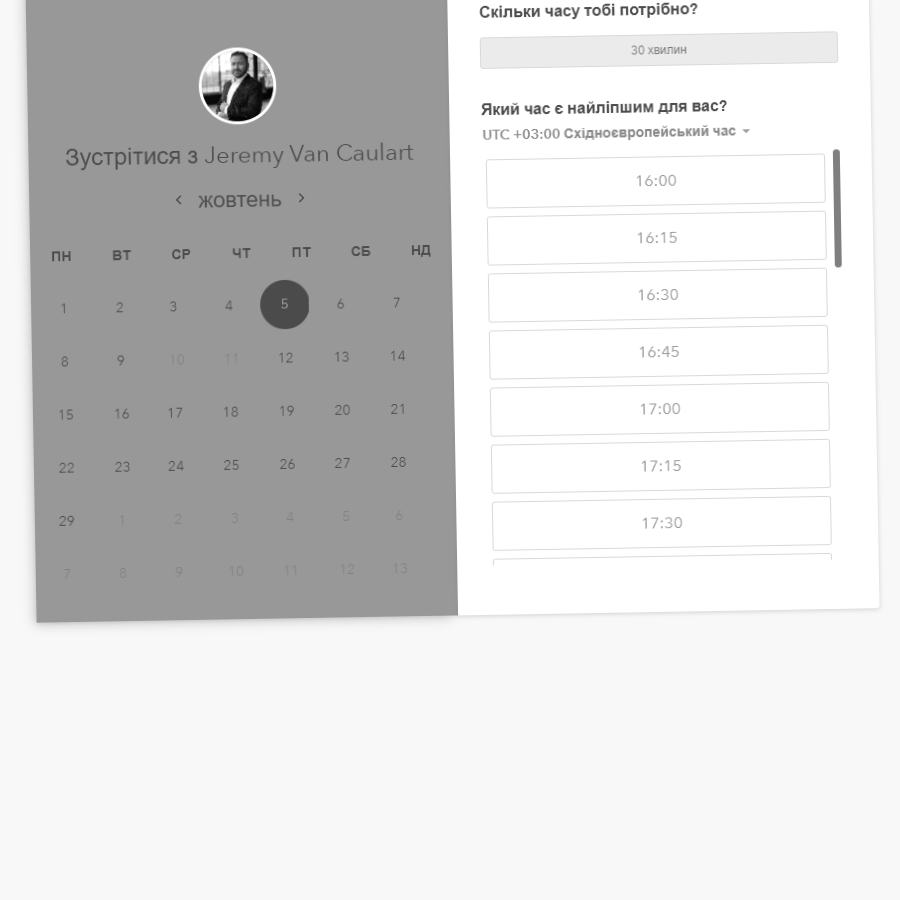 Зустрітися з Jeremy Van Caulart
жовтень
ПН ВТ СР ЧТ ПТ СБ НД
1 2 3 4 5 6 7
8 9 10 11 12 13 14
15 16 17 18 19 20 21
22 23 24 25 26 27 28
29 1 2 3 4 5 6
7 8 9 10 11 12 13
Скільки часу тобі потрібно?
30 хвилин
Який час є найліпшим для вас?
UTC +03:00 Східноєвропейський час
16:00
16:15
16:30
16:45
17:00
17:15
17:30